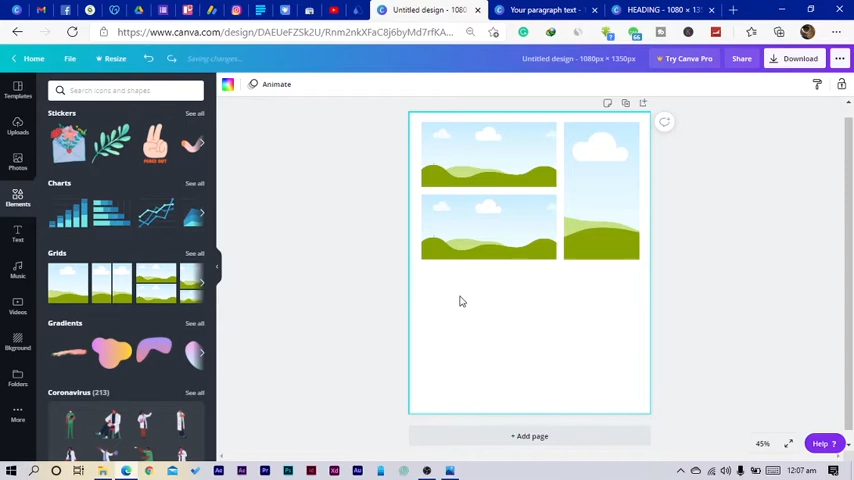 Untitled design - 1080
Your paragraph text -
HEADING - 1080 × 135
https://www.canva.com/design/DAEUeFZSk2U/Rnm2nkXFaC8j6byMd7rfKA...
Home
File
Resize
Saving changes...
Untitled design - 1080px × 1350px
Try Canva Pro
Share
Download
Templates
Uploads
Photos
Elements
Text
Music
Videos
Bkground
Folders
More
Search icons and shapes
Stickers
See all
Charts
See all
Grids
See all
Gradients
See all
Coronavirus (213)
See all
Animate
+ Add page
45%
Help ?
12:07 am